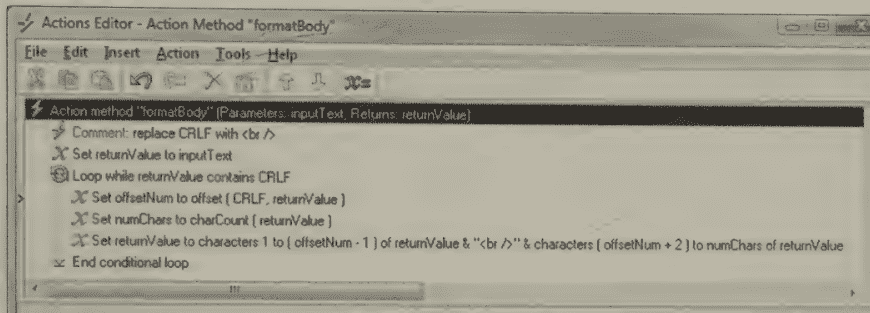 Actions Editor - Action Method "formatBody"
File Edit Insert Action Tools Help
Action method "formatBody" (Parameters: inputText, Returns: returnValue)
Comment: replace CRLF with <br />
Set returnValue to inputText
Loop while returnValue contains CRLF
Set offsetNum to offset ( CRLF, returnValue )
Set numChars to charCount ( returnValue )
Set returnValue to characters 1 to ( offsetNum - 1 ) of returnValue & "<br />" & characters ( offsetNum + 2 ) to numChars of returnValue
End conditional loop